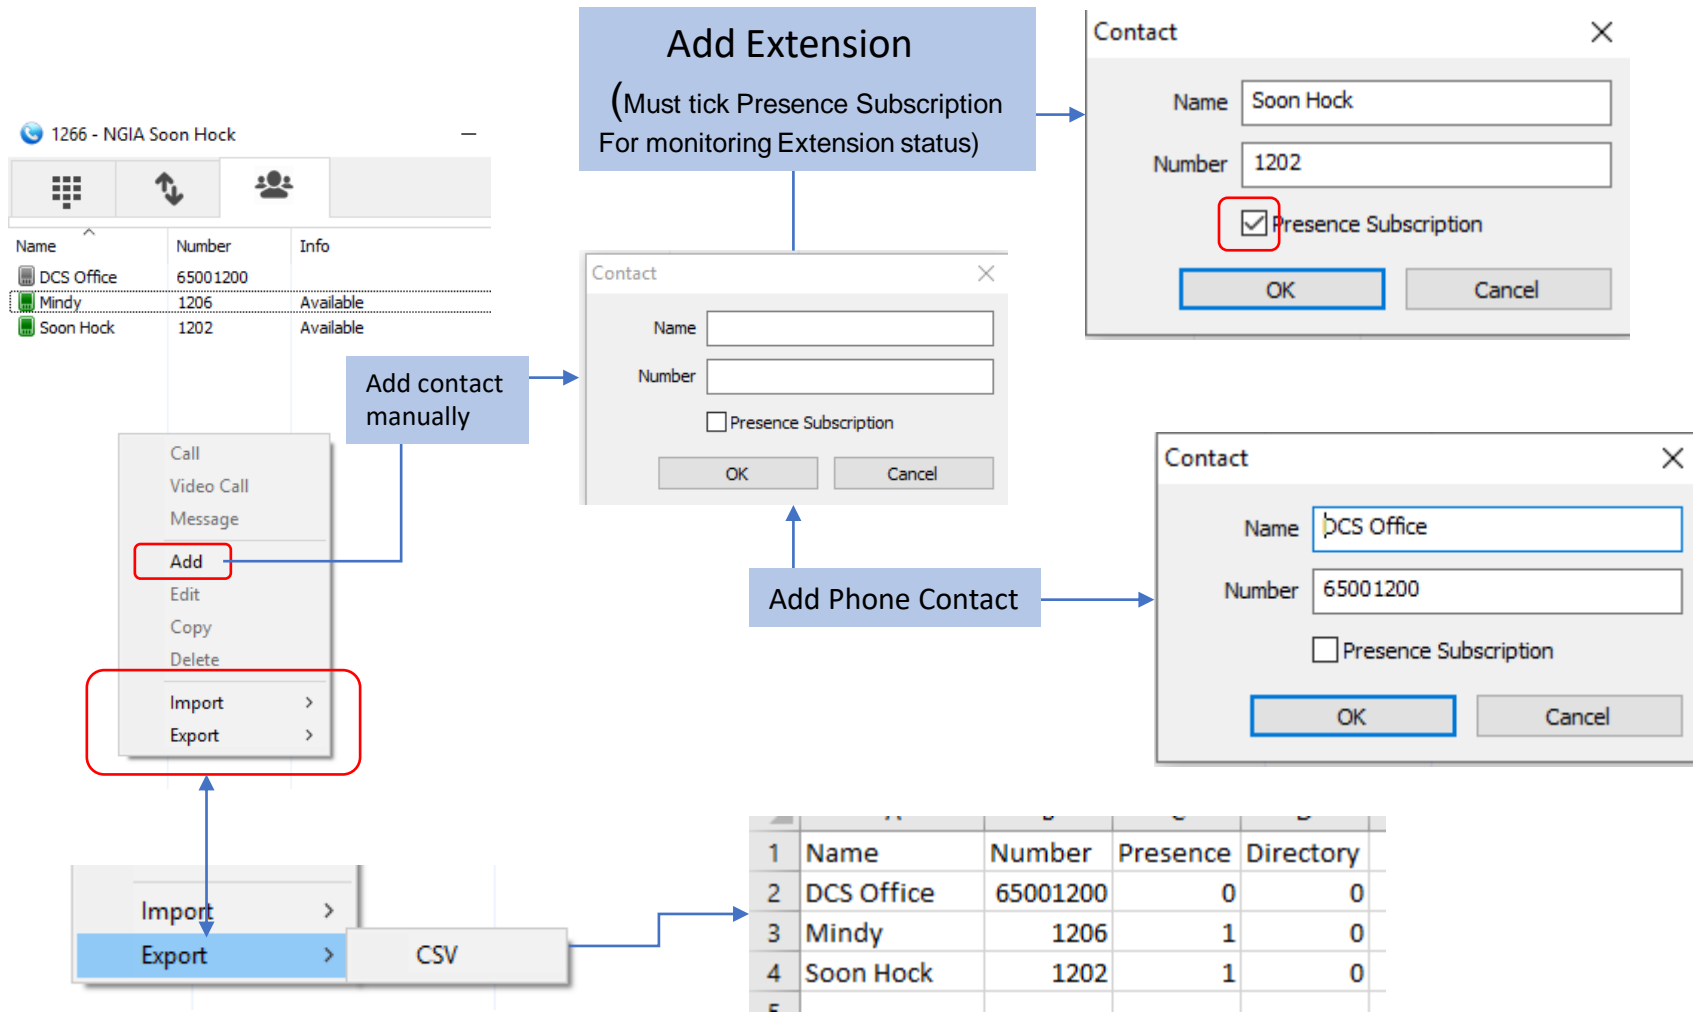 Add Extension
(Must tick Presence Subscription
For monitoring Extension status)
Contact
Name Soon Hock
Number 1202
Presence Subscription
OK Cancel
1266 - NGIA Soon Hock
Name Number Info
DCS Office 65001200
Mindy 1206 Available
Soon Hock 1202 Available
Contact
Name
Number
Presence Subscription
OK Cancel
Add contact
manually
Call
Video Call
Message
Add
Edit
Copy
Delete
Import >
Export >
Add Phone Contact
Contact
Name DCS Office
Number 65001200
Presence Subscription
OK Cancel
Import >
Export > CSV
1 Name Number Presence Directory
2 DCS Office 65001200 0 0
3 Mindy 1206 1 0
4 Soon Hock 1202 1 0